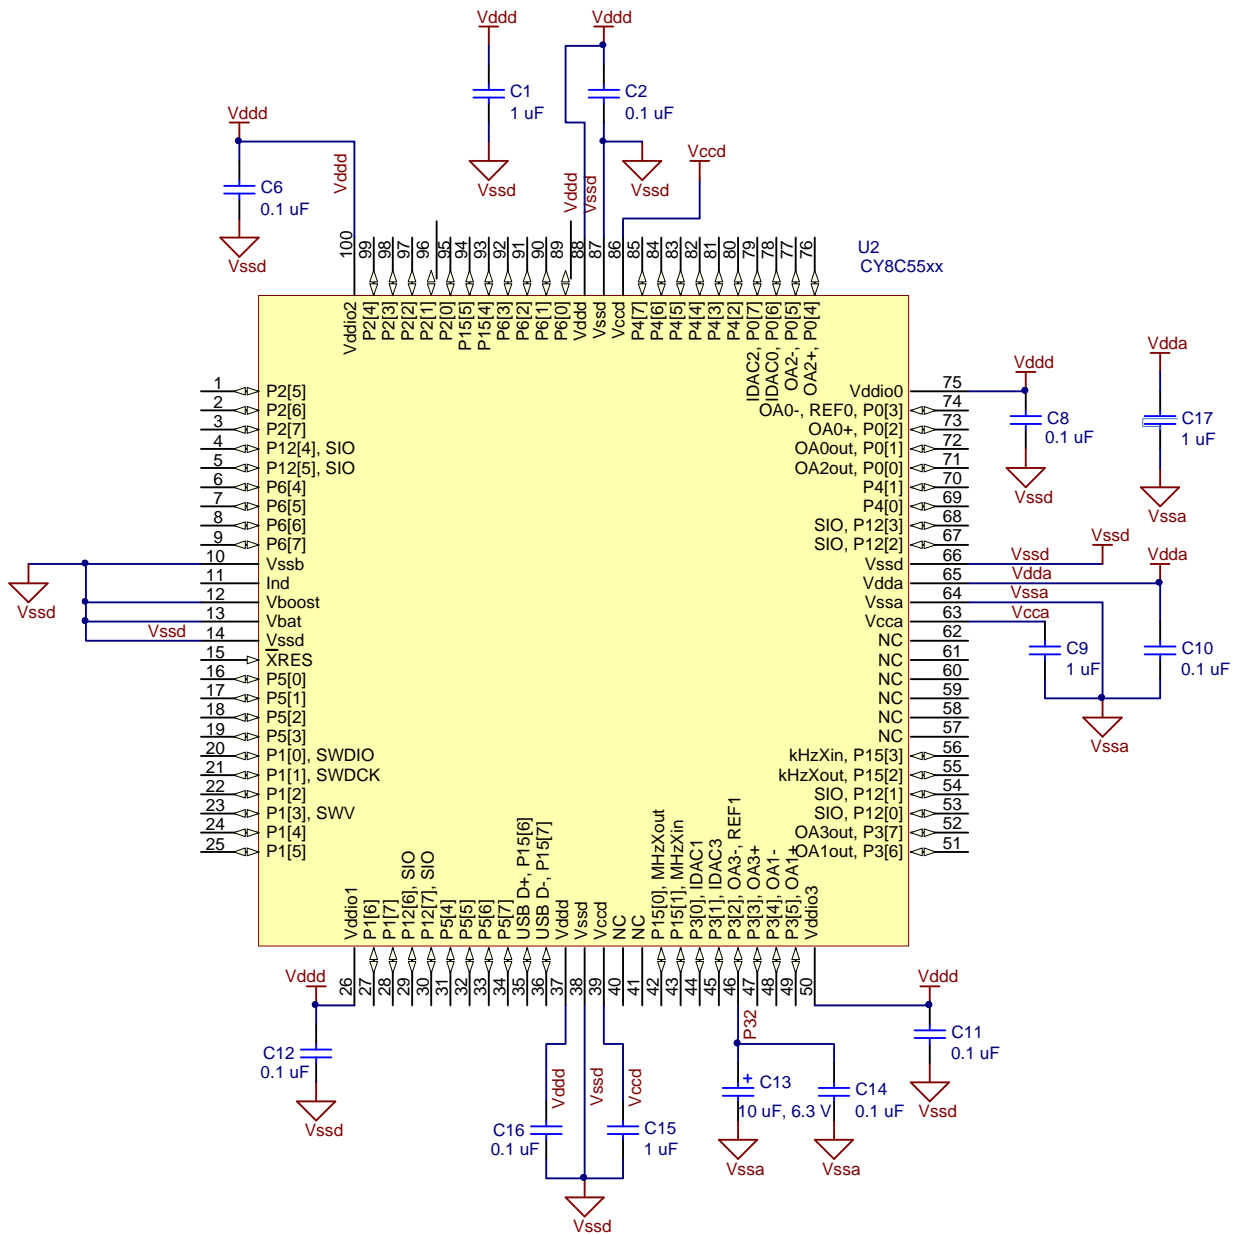 Vddd
Vddd
C1
1 uF
C2
0.1 uF
Vddd
Vccd
Vssd
Vssd
C6
0.1 uF
Vddd
Vddd
Vssd
Vssd
U2
CY8C55xx
100
99
98
97
96
95
94
93
92
91
90
89
88
87
86
85
84
83
82
81
80
79
78
77
76
Vddio2
P2[4]
P2[3]
P2[2]
P2[1]
P2[0]
P15[5]
P15[4]
P6[3]
P6[2]
P6[1]
P6[0]
Vddd
Vssd
Vccd
P4[7]
P4[6]
P4[5]
P4[4]
P4[3]
P4[2]
IDAC2, P0[7]
IDAC0, P0[6]
OA2-, P0[5]
OA2+, P0[4]
1 P2[5]
2 P2[6]
3 P2[7]
4 P12[4], SIO
5 P12[5], SIO
6 P6[4]
7 P6[5]
8 P6[6]
9 P6[7]
10 Vssb
11 Ind
12 Vboost
13 Vbat
Vssd 14 Vssd
15 XRES
16 P5[0]
17 P5[1]
18 P5[2]
19 P5[3]
20 P1[0], SWDIO
21 P1[1], SWDCK
22 P1[2]
23 P1[3], SWV
24 P1[4]
25 P1[5]
Vssd
Vddio0 75
OA0-, REF0, P0[3] 74
OA0+, P0[2] 73
OA0out, P0[1] 72
OA2out, P0[0] 71
P4[1] 70
P4[0] 69
SIO, P12[3] 68
SIO, P12[2] 67
Vssd 66 Vssd
Vdda 65 Vdda
Vssa 64 Vssa
Vcca 63 Vcca
NC 62
NC 61
NC 60
NC 59
NC 58
NC 57
kHzXin, P15[3] 56
kHzXout, P15[2] 55
SIO, P12[1] 54
SIO, P12[0] 53
OA3out, P3[7] 52
OA1out, P3[6] 51
Vddd
C8
0.1 uF
Vssd
Vdda
C17
1 uF
Vssa
Vssd
Vdda
C9
1 uF
C10
0.1 uF
Vssa
Vddio1
P1[6]
P1[7]
P12[6], SIO
P12[7], SIO
P5[4]
P5[5]
P5[6]
P5[7]
USB D+, P15[6]
USB D-, P15[7]
Vddd
Vssd
Vccd
NC
NC
P15[0], MHzXout
P15[1], MHzXin
P3[0], IDAC1
P3[1], IDAC3
P3[2], OA3-, REF1
P3[3], OA3+
P3[4], OA1-
P3[5], OA1+
Vddio3
26
27
28
29
30
31
32
33
34
35
36
37
38
39
40
41
42
43
44
45
46
47
48
49
50
Vddd
C12
0.1 uF
Vssd
Vddd
Vssd
Vccd
C16
0.1 uF
C15
1 uF
Vssd
P32
+
C13
10 uF, 6.3 V
Vssa
C14
0.1 uF
Vssa
Vddd
C11
0.1 uF
Vssd